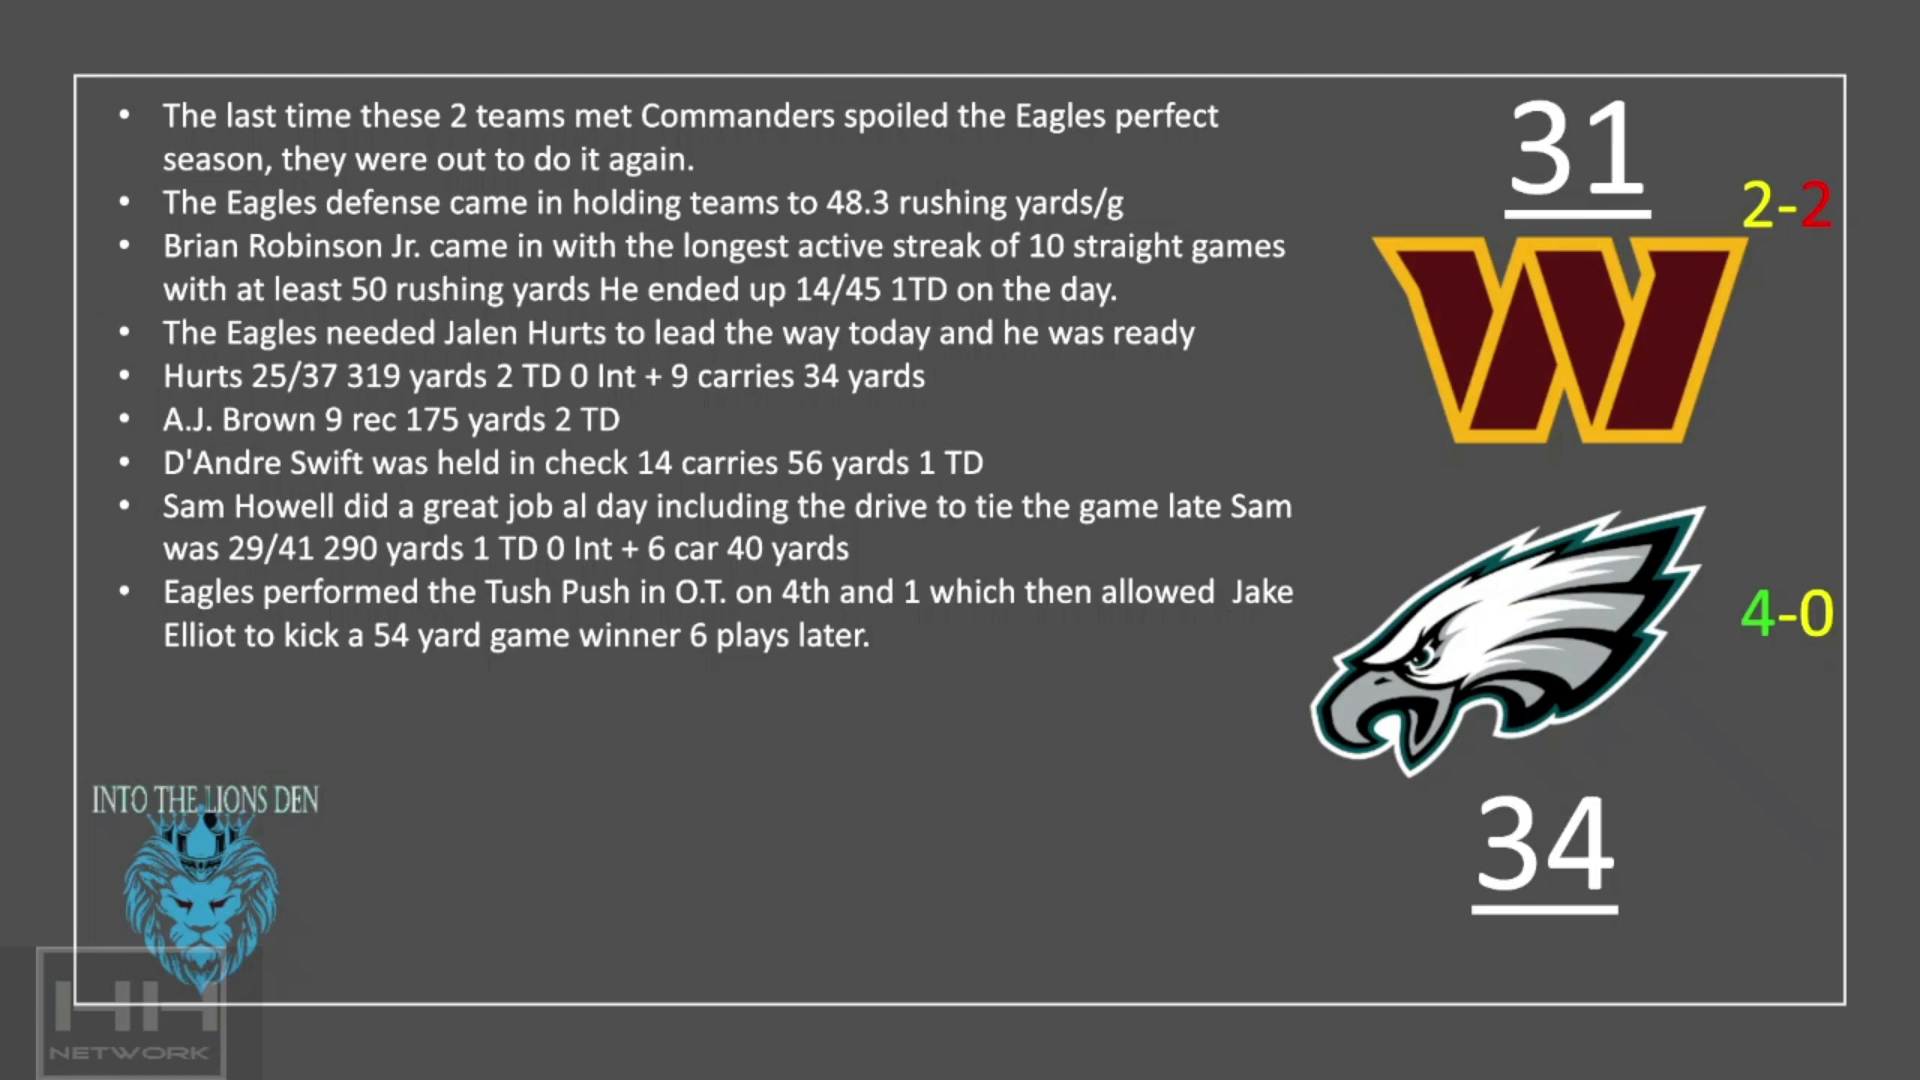 • The last time these 2 teams met Commanders spoiled the Eagles perfect
season, they were out to do it again.
• The Eagles defense came in holding teams to 48.3 rushing yards/g
• Brian Robinson Jr. came in with the longest active streak of 10 straight games
with at least 50 rushing yards He ended up 14/45 1TD on the day.
• The Eagles needed Jalen Hurts to lead the way today and he was ready
• Hurts 25/37 319 yards 2 TD 0 Int + 9 carries 34 yards
• A.J. Brown 9 rec 175 yards 2 TD
• D'Andre Swift was held in check 14 carries 56 yards 1 TD
• Sam Howell did a great job al day including the drive to tie the game late Sam
was 29/41 290 yards 1 TD 0 Int + 6 car 40 yards
• Eagles performed the Tush Push in O.T. on 4th and 1 which then allowed  Jake
Elliot to kick a 54 yard game winner 6 plays later.
31
2-2
W
4-0
34
INTO THE LIONS DEN
HH
NETWORK